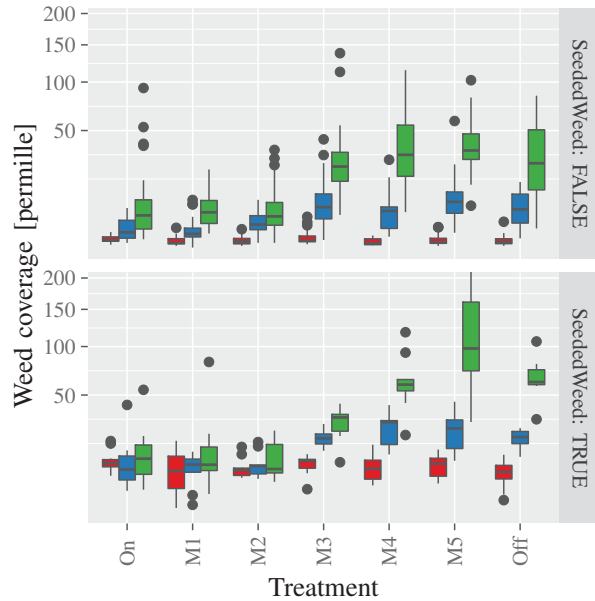 200
150
100
50
SeededWeed: FALSE
Weed coverage [permille]
200
150
100
50
SeededWeed: TRUE
On
M1
M2
M3
M4
M5
Off
Treatment